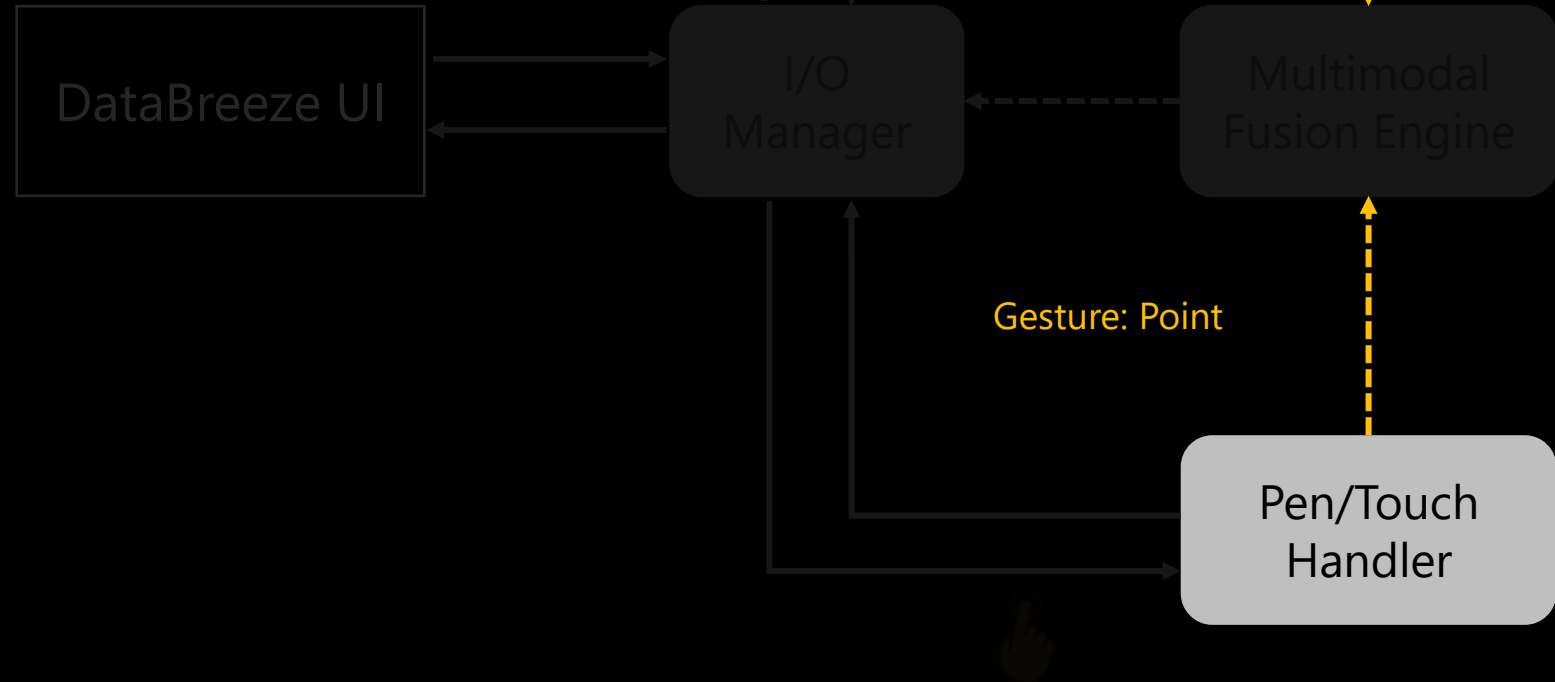 DataBreeze UI
I/O
Manager
Multimodal
Fusion Engine
Gesture: Point
Pen/Touch
Handler